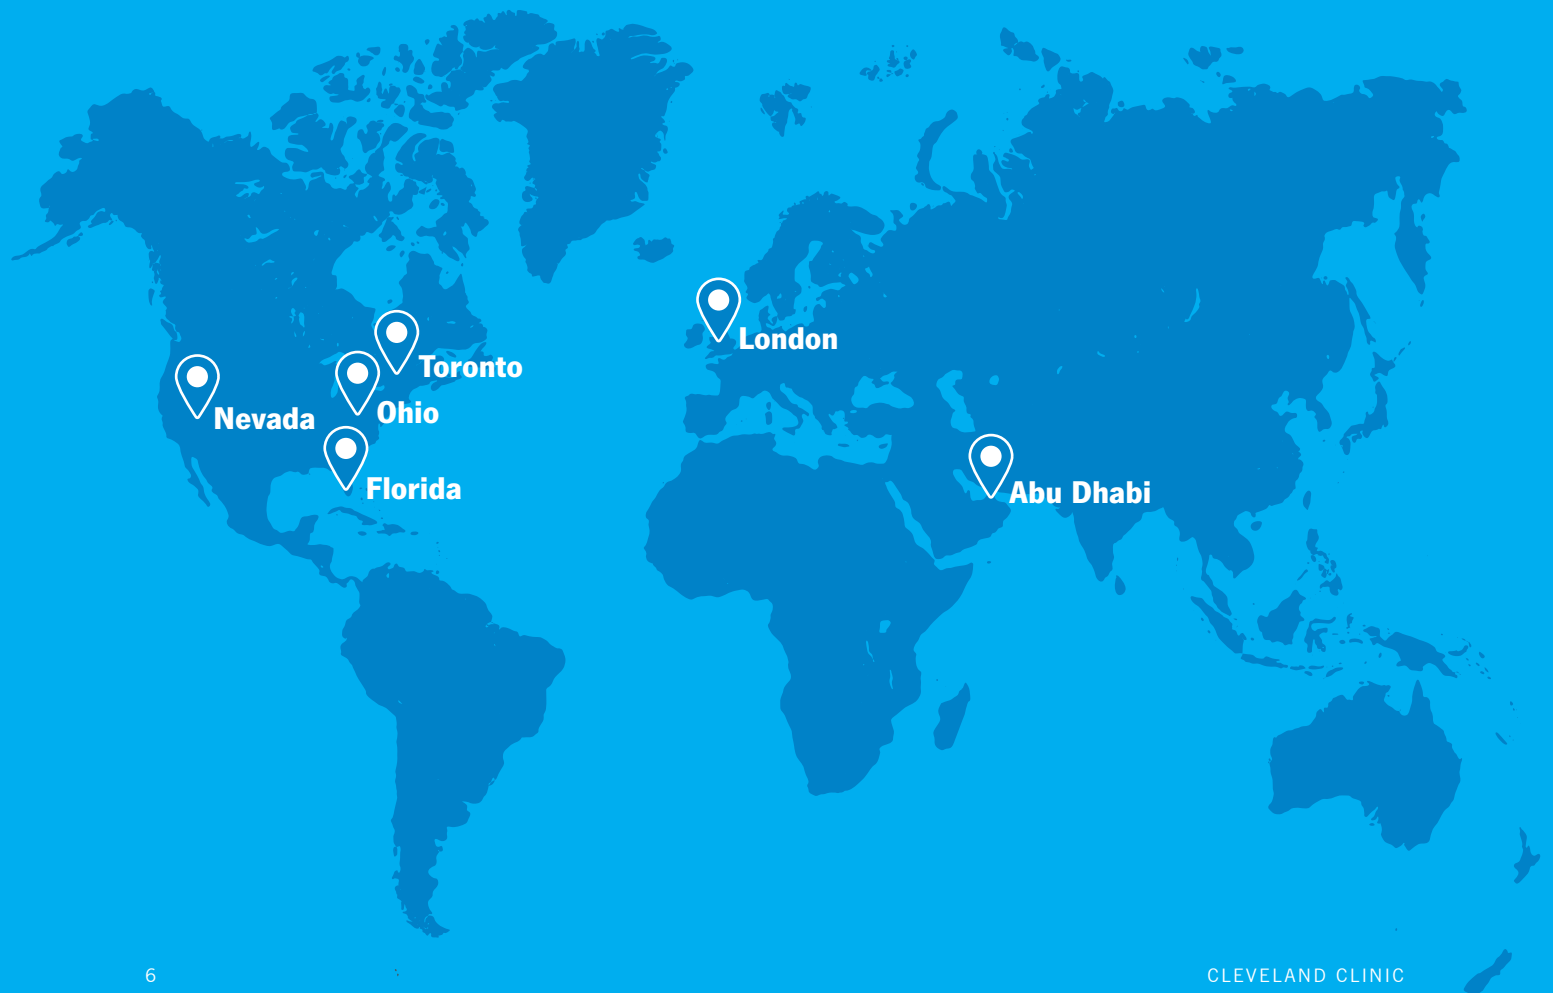 London
Toronto
Ohio
Nevada
Florida
Abu Dhabi
6
CLEVELAND CLINIC